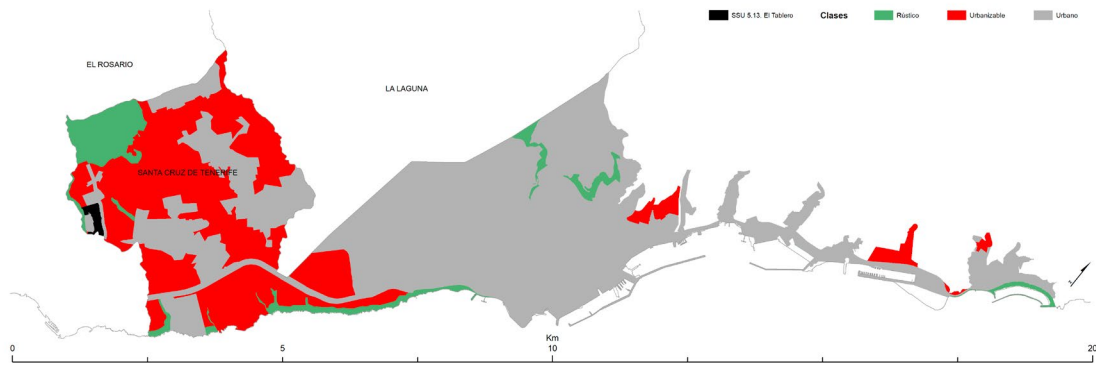 SSU 5.13. El Tablero Clases Rústico Urbanizable Urbano
EL ROSARIO
LA LAGUNA
SANTA CRUZ DE TENERIFE
Km
0 5 10 20